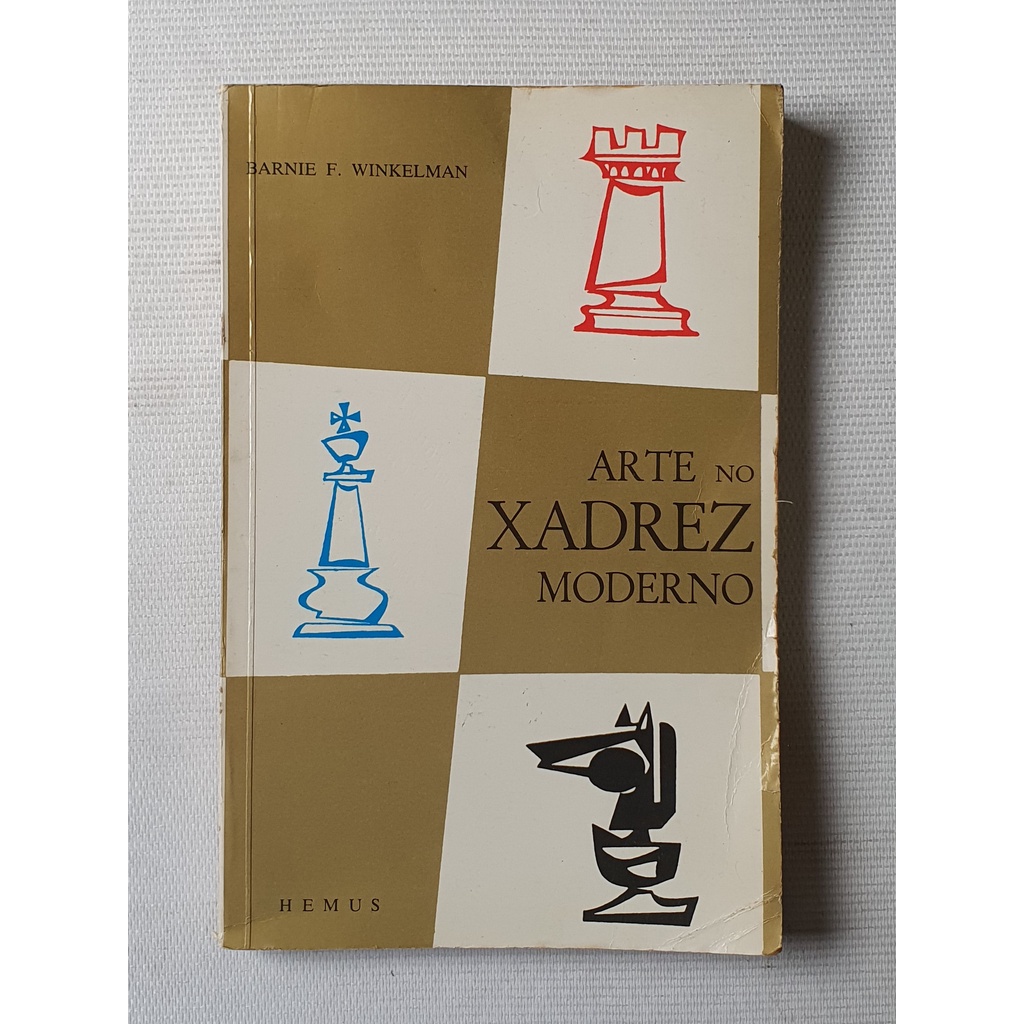 BARNIE F. WINKELMAN
ARTE NO
XADREZ
MODERNO
HEMUS